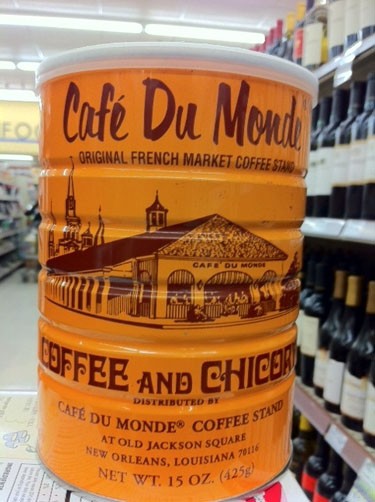 Café Du Monde
ORIGINAL FRENCH MARKET COFFEE STAND
CAFE DU MONDE
COFFEE AND CHICORY
DISTRIBUTED BY
CAFÉ DU MONDE® COFFEE STAND
AT OLD JACKSON SQUARE
NEW ORLEANS, LOUISIANA 70116
NET WT. 15 OZ. (425g)